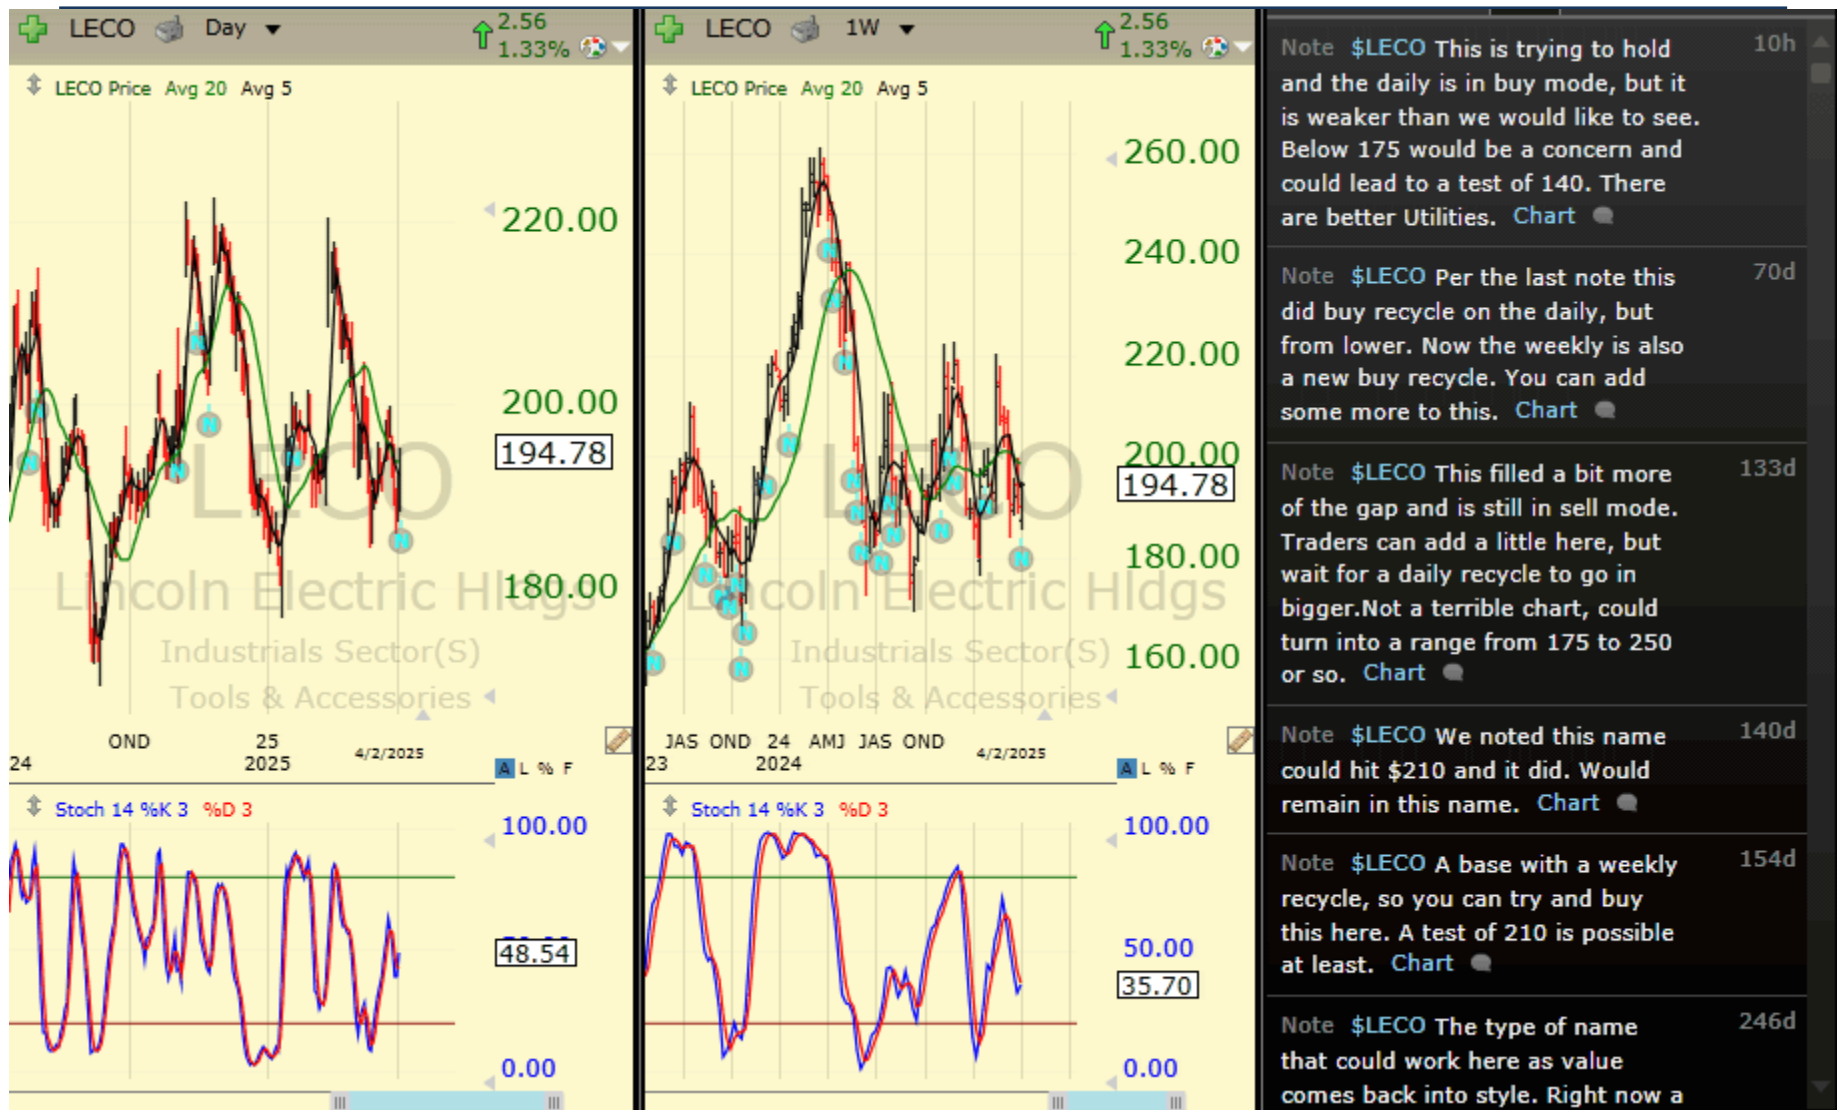 LECO Day
2.56
1.33%
LECO Price Avg 20 Avg 5
220.00
200.00
194.78
180.00
LECO
Lincoln Electric Hldgs
Industrials Sector(S)
Tools & Accessories
OND 25
24 2025 4/2/2025
A L % F
Stoch 14 %K 3 %D 3
100.00
48.54
0.00
LECO 1W
2.56
1.33%
LECO Price Avg 20 Avg 5
260.00
240.00
220.00
200.00
194.78
180.00
160.00
LECO
Lincoln Electric Hldgs
Industrials Sector(S)
Tools & Accessories
JAS OND 24 AMJ JAS OND
23 2024 4/2/2025
A L % F
Stoch 14 %K 3 %D 3
100.00
50.00
35.70
0.00
Note $LECO This is trying to hold 10h
and the daily is in buy mode, but it
is weaker than we would like to see.
Below 175 would be a concern and
could lead to a test of 140. There
are better Utilities. Chart
Note $LECO Per the last note this 70d
did buy recycle on the daily, but
from lower. Now the weekly is also
a new buy recycle. You can add
some more to this. Chart
Note $LECO This filled a bit more 133d
of the gap and is still in sell mode.
Traders can add a little here, but
wait for a daily recycle to go in
bigger.Not a terrible chart, could
turn into a range from 175 to 250
or so. Chart
Note $LECO We noted this name 140d
could hit $210 and it did. Would
remain in this name. Chart
Note $LECO A base with a weekly 154d
recycle, so you can try and buy
this here. A test of 210 is possible
at least. Chart
Note $LECO The type of name 246d
that could work here as value
comes back into style. Right now a